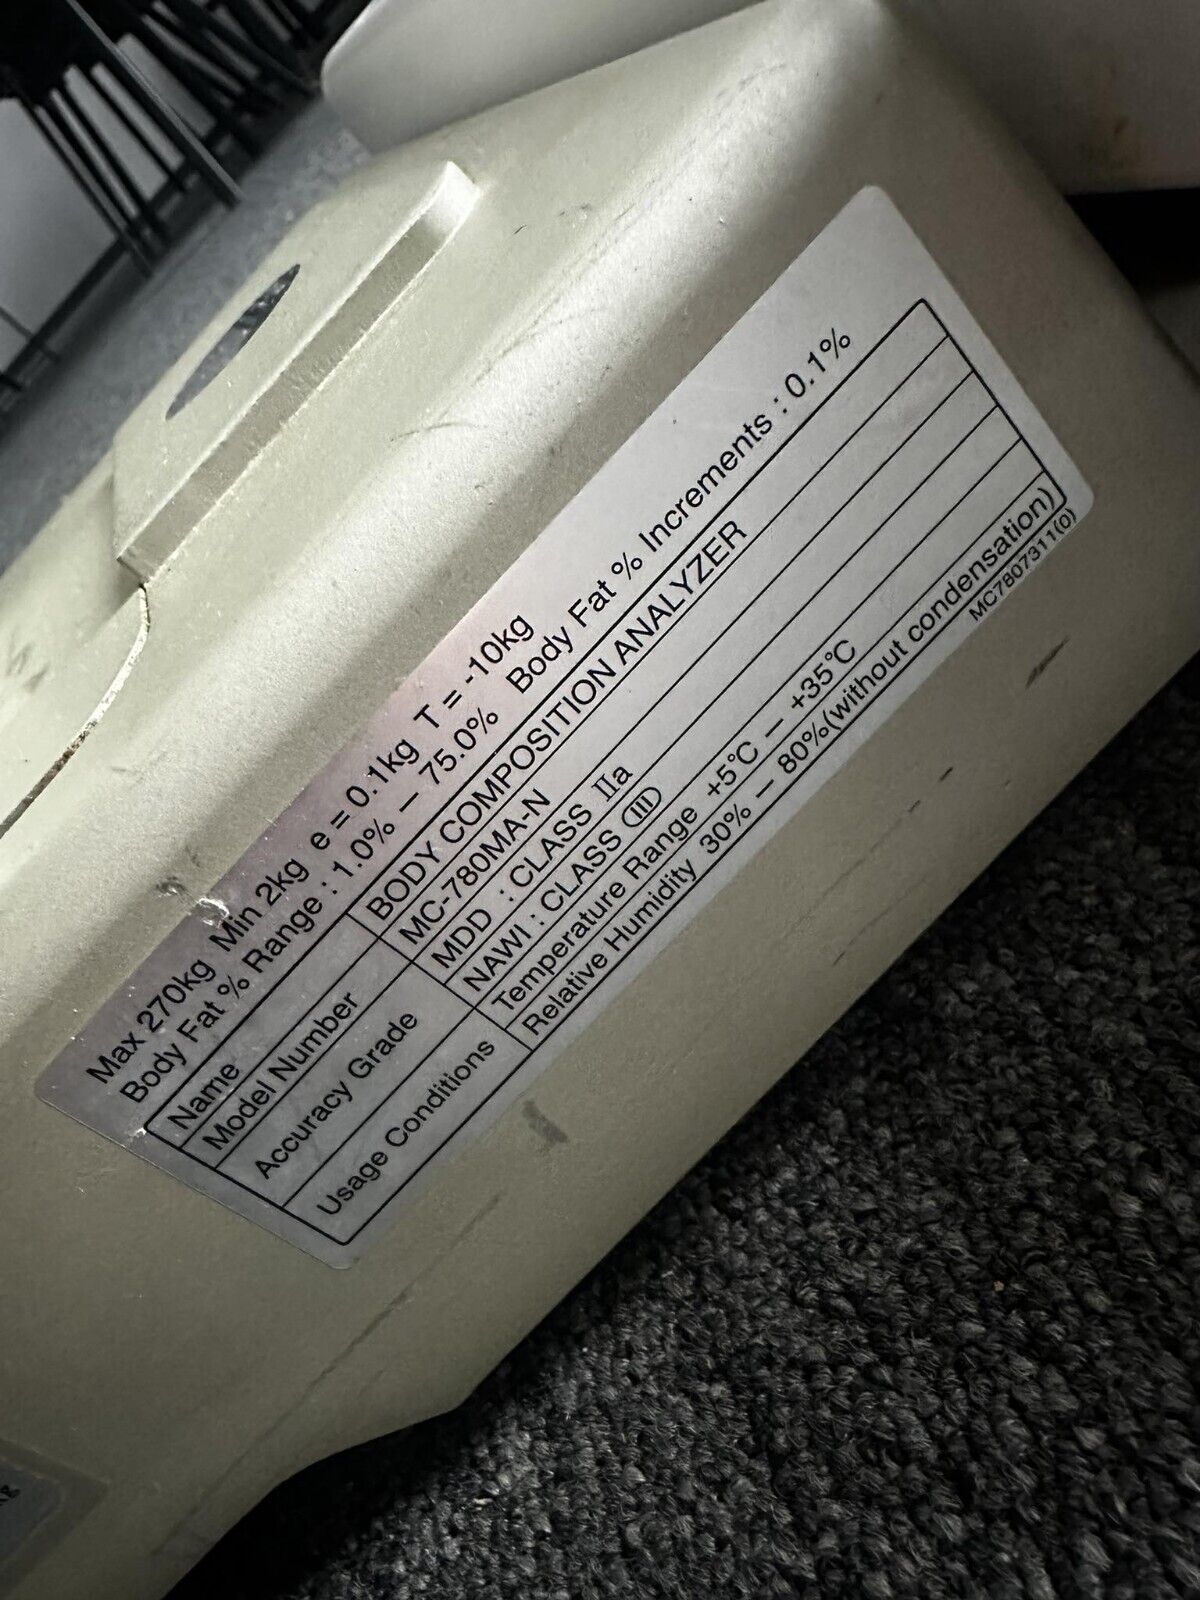 Max 270kg Min 2kg e = 0.1kg T = -10kg
Body Fat % Range : 1.0% — 75.0% Body Fat % Increments : 0.1%
Name BODY COMPOSITION ANALYZER
Model Number MC-780MA-N
Accuracy Grade MDD : CLASS IIa
NAWI : CLASS III
Usage Conditions Temperature Range +5℃ — +35℃
Relative Humidity 30% — 80%(without condensation)
MC7807311(0)